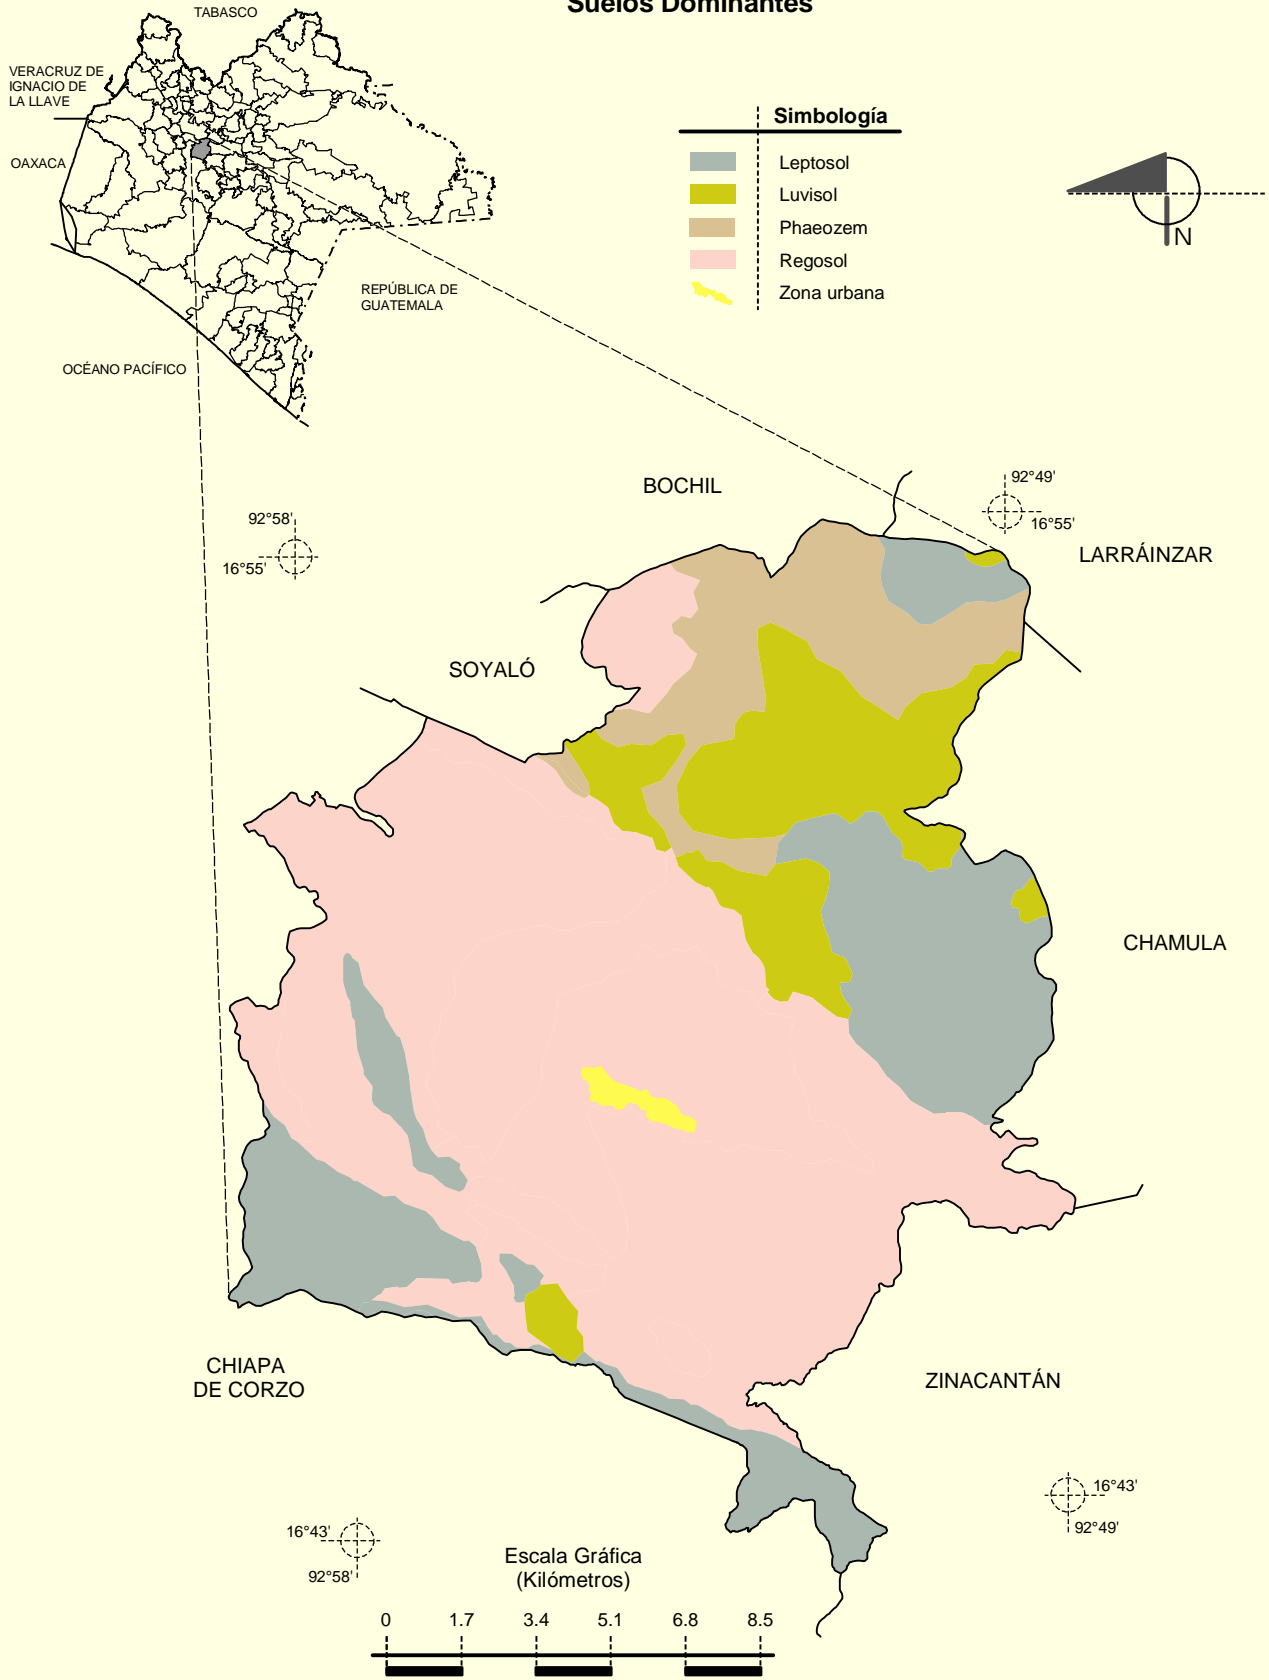 Suelos Dominantes
TABASCO
VERACRUZ DE
IGNACIO DE
LA LLAVE
OAXACA
REPÚBLICA DE
GUATEMALA
OCÉANO PACÍFICO
Simbología
Leptosol
Luvisol
Phaeozem
Regosol
Zona urbana
N
BOCHIL
92°49'
16°55'
92°58'
16°55'
LARRÁINZAR
SOYALÓ
CHAMULA
CHIAPA
DE CORZO
ZINACANTÁN
16°43'
92°49'
16°43'
92°58'
Escala Gráfica
(Kilómetros)
0 1.7 3.4 5.1 6.8 8.5